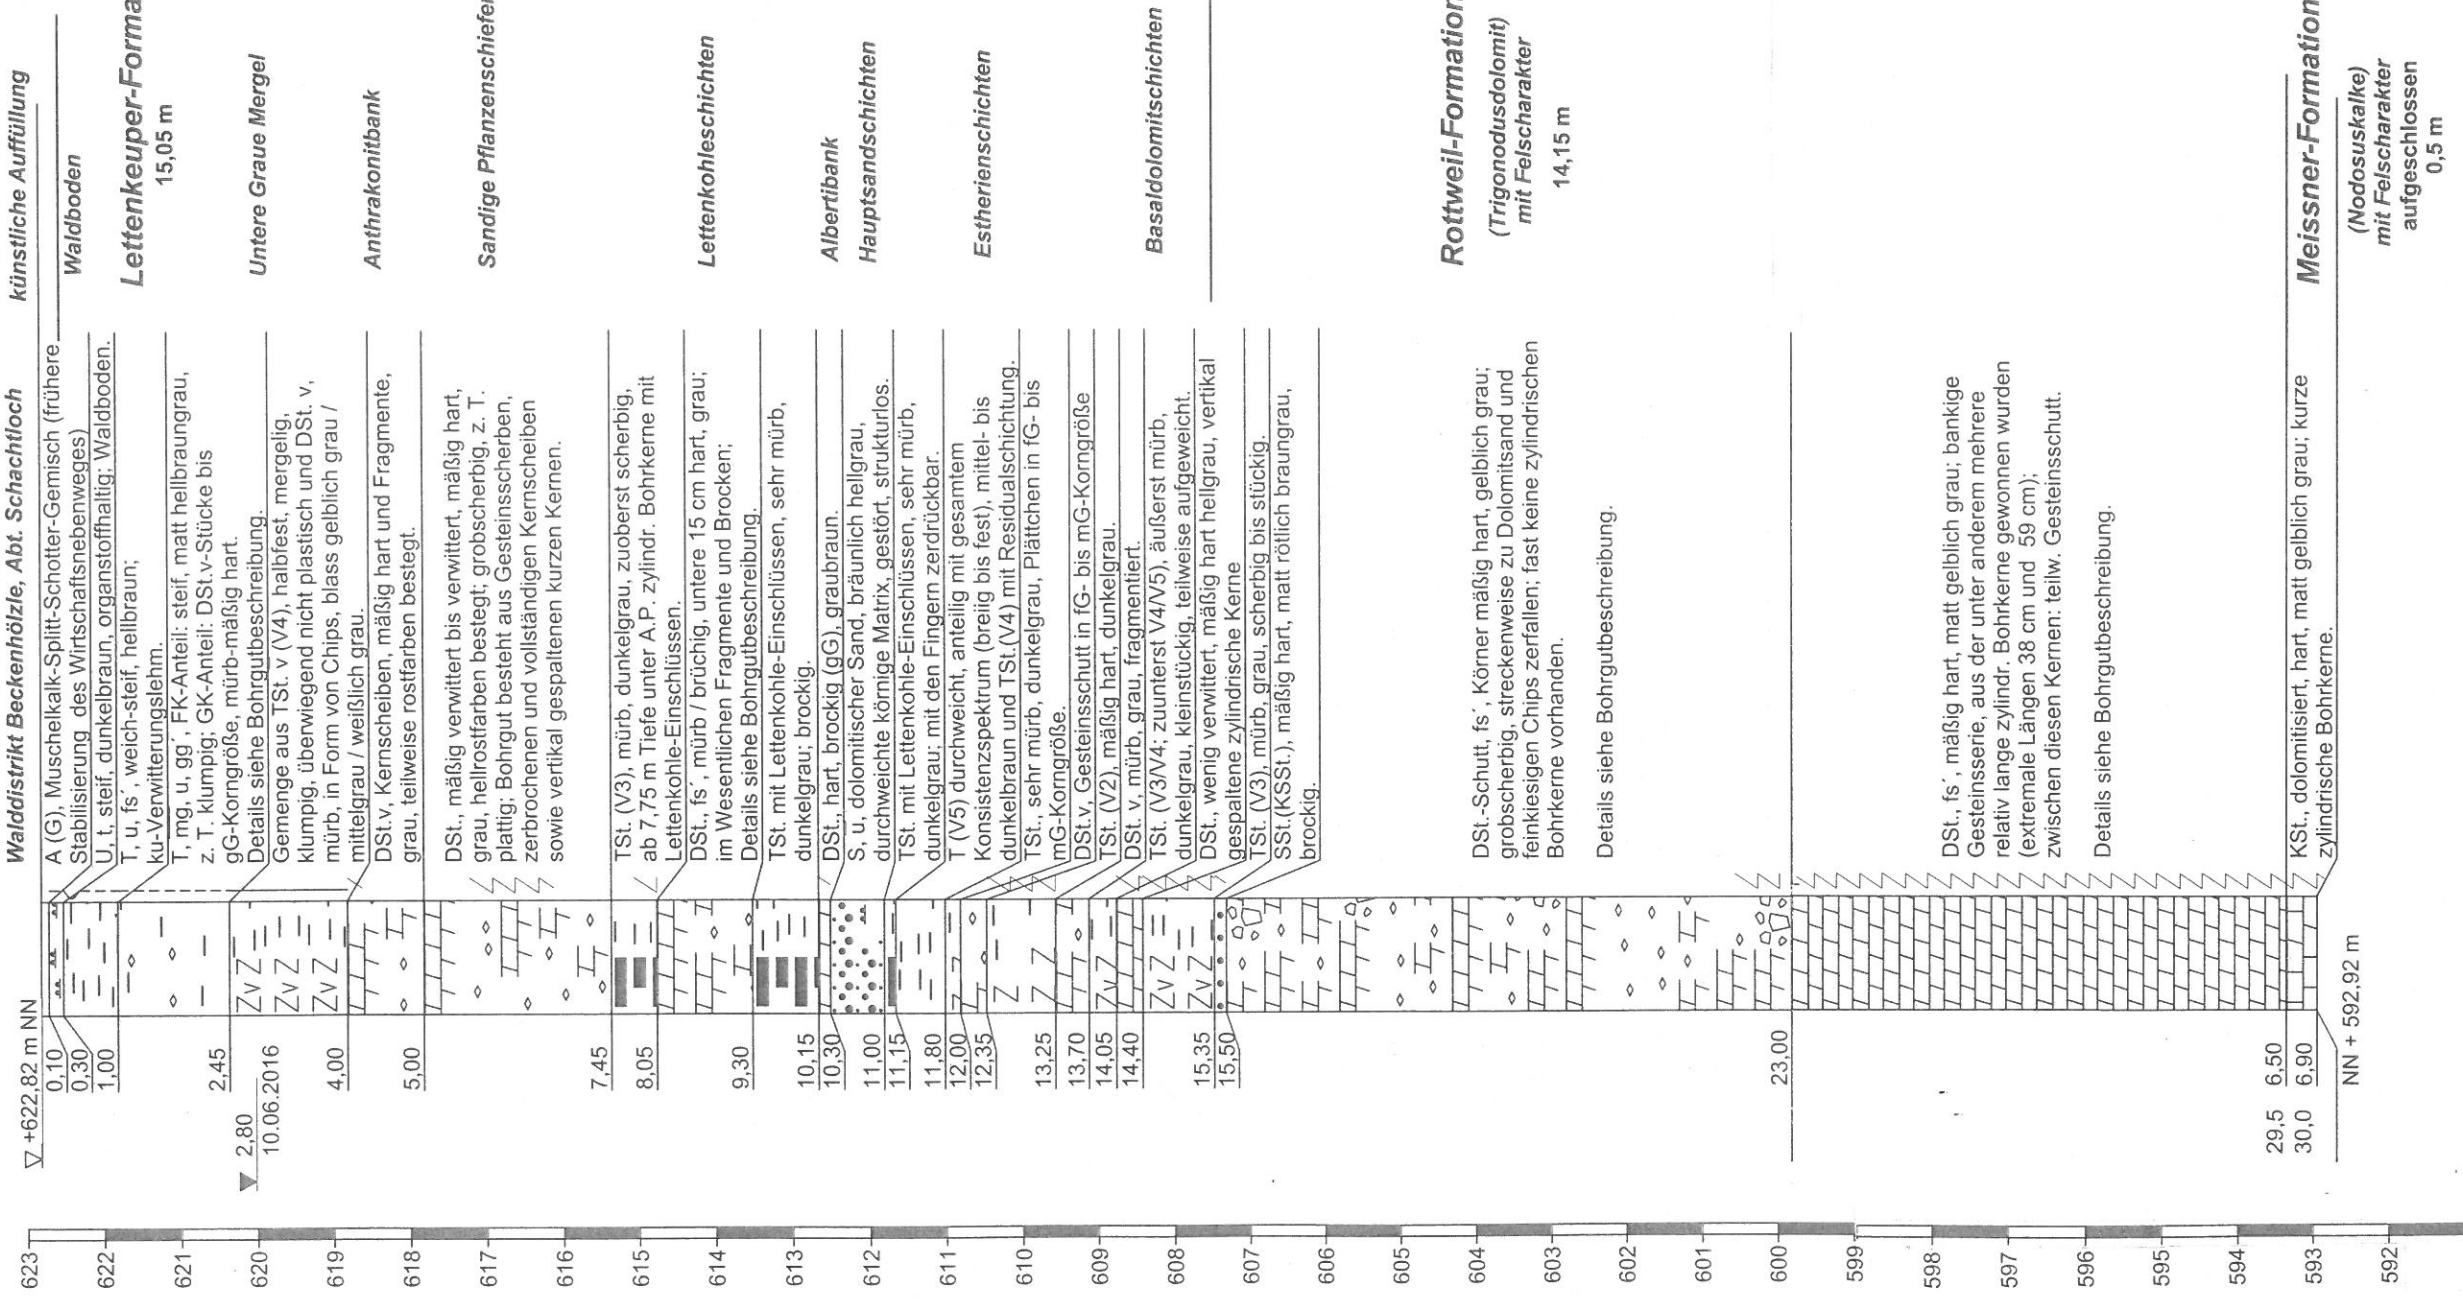 Walddistrikt Beckenhölzle, Abt. Schachtloch
künstliche Auffüllung
▽ +622,82 m NN
0,10
A (G), Muschelkalk-Splitt-Schotter-Gemisch (frühere
Stabilisierung des Wirtschaftsnebenweges)
Waldboden
0,30
U, t, steif, dunkelbraun, organstoffhaltig; Waldboden.
1,00
T, u, fs´, weich-steif, hellbraun;
ku-Verwitterungslehm.
Lettenkeuper-Forma
15,05 m
2,45
T, mg, u, gg´, FK-Anteil: steif, matt hellbraungrau,
z. T. klumpig; GK-Anteil: DSt.v-Stücke bis
gG-Korngröße, mürb-mäßig hart.
Details siehe Bohrgutbeschreibung.
Untere Graue Mergel
▼ 2,80
10.06.2016
4,00
Gemenge aus TSt. v (V4), halbfest, mergelig,
klumpig, überwiegend nicht plastisch und DSt. v,
mürb, in Form von Chips, blass gelblich grau /
mittelgrau / weißlich grau.
Anthrakonitbank
5,00
DSt.v, Kernscheiben, mäßig hart und Fragmente,
grau, teilweise rostfarben bestegt.
Sandige Pflanzenschiefer
7,45
DSt., mäßig verwittert bis verwittert, mäßig hart,
grau, hellrostfarben bestegt; grobscherbig, z. T.
plattig; Bohrgut besteht aus Gesteinsscherben,
zerbrochenen und vollständigen Kernscheiben
sowie vertikal gespaltenen kurzen Kernen.
8,05
TSt. (V3), mürb, dunkelgrau, zuoberst scherbig,
ab 7,75 m Tiefe unter A.P. zylindr. Bohrkerne mit
Lettenkohle-Einschlüssen.
Lettenkohleschichten
9,30
DSt., fs´, mürb / brüchig, untere 15 cm hart, grau;
im Wesentlichen Fragmente und Brocken;
Details siehe Bohrgutbeschreibung.
10,15
TSt. mit Lettenkohle-Einschlüssen, sehr mürb,
dunkelgrau; brockig.
Albertibank
10,30
DSt., hart, brockig (gG), graubraun.
Hauptsandschichten
11,00
S, u, dolomitischer Sand, bräunlich hellgrau,
durchweichte körnige Matrix, gestört, strukturlos.
11,15
TSt. mit Lettenkohle-Einschlüssen, sehr mürb,
dunkelgrau; mit den Fingern zerdrückbar.
Estherienschichten
11,80
T (V5) durchweicht, anteilig mit gesamtem
Konsistenzspektrum (breiig bis fest), mittel- bis
dunkelbraun und TSt.(V4) mit Residualschichtung.
12,00
12,35
TSt., sehr mürb, dunkelgrau, Plättchen in fG- bis
mG-Korngröße.
13,25
DSt.v, Gesteinsschutt in fG- bis mG-Korngröße
13,70
TSt. (V2), mäßig hart, dunkelgrau.
14,05
DSt. v, mürb, grau, fragmentiert.
14,40
TSt. (V3/V4; zuunterst V4/V5), äußerst mürb,
dunkelgrau, kleinstückig, teilweise aufgeweicht.
Basaldolomitschichten
15,35
DSt., wenig verwittert, mäßig hart hellgrau, vertikal
gespaltene zylindrische Kerne
15,50
TSt. (V3), mürb, grau, scherbig bis stückig.
SSt.(KSSt.), mäßig hart, matt rötlich braungrau,
brockig.
Rottweil-Formation
(Trigonodusdolomit)
mit Felscharakter
14,15 m
DSt.-Schutt, fs´, Körner mäßig hart, gelblich grau;
grobscherbig, streckenweise zu Dolomitsand und
feinkiesigen Chips zerfallen; fast keine zylindrischen
Bohrkerne vorhanden.
Details siehe Bohrgutbeschreibung.
23,00
DSt., fs´, mäßig hart, matt gelblich grau; bankige
Gesteinsserie, aus der unter anderem mehrere
relativ lange zylindr. Bohrkerne gewonnen wurden
(extremale Längen 38 cm und 59 cm);
zwischen diesen Kernen: teilw. Gesteinsschutt.
Details siehe Bohrgutbeschreibung.
29,5
6,50
30,0
6,90
KSt., dolomitisiert, hart, matt gelblich grau; kurze
zylindrische Bohrkerne.
NN + 592,92 m
Meissner-Formation
(Nodosuskalke)
mit Felscharakter
aufgeschlossen
0,5 m
623
622
621
620
619
618
617
616
615
614
613
612
611
610
609
608
607
606
605
604
603
602
601
600
599
598
597
596
595
594
593
592
Zv Z
Zv Z
Zv Z
Z
Z
Zv Z
Zv Z
Zv Z